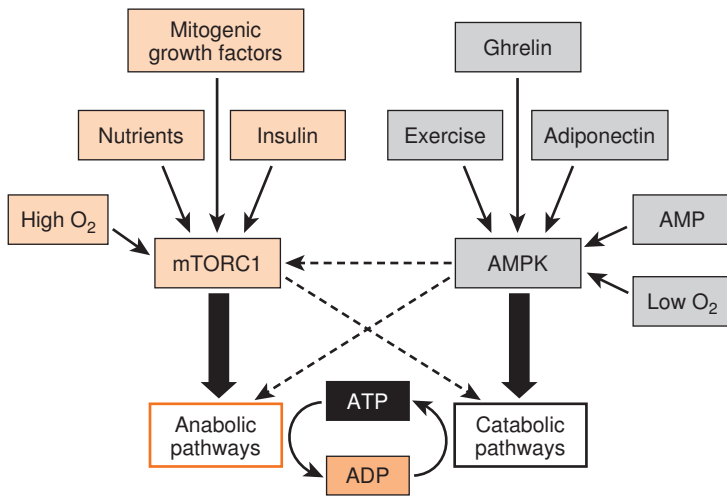 Mitogenic
growth factors
Ghrelin
Nutrients
Insulin
Exercise
Adiponectin
High O₂
AMP
mTORC1
AMPK
Low O₂
ATP
Anabolic
pathways
Catabolic
pathways
ADP